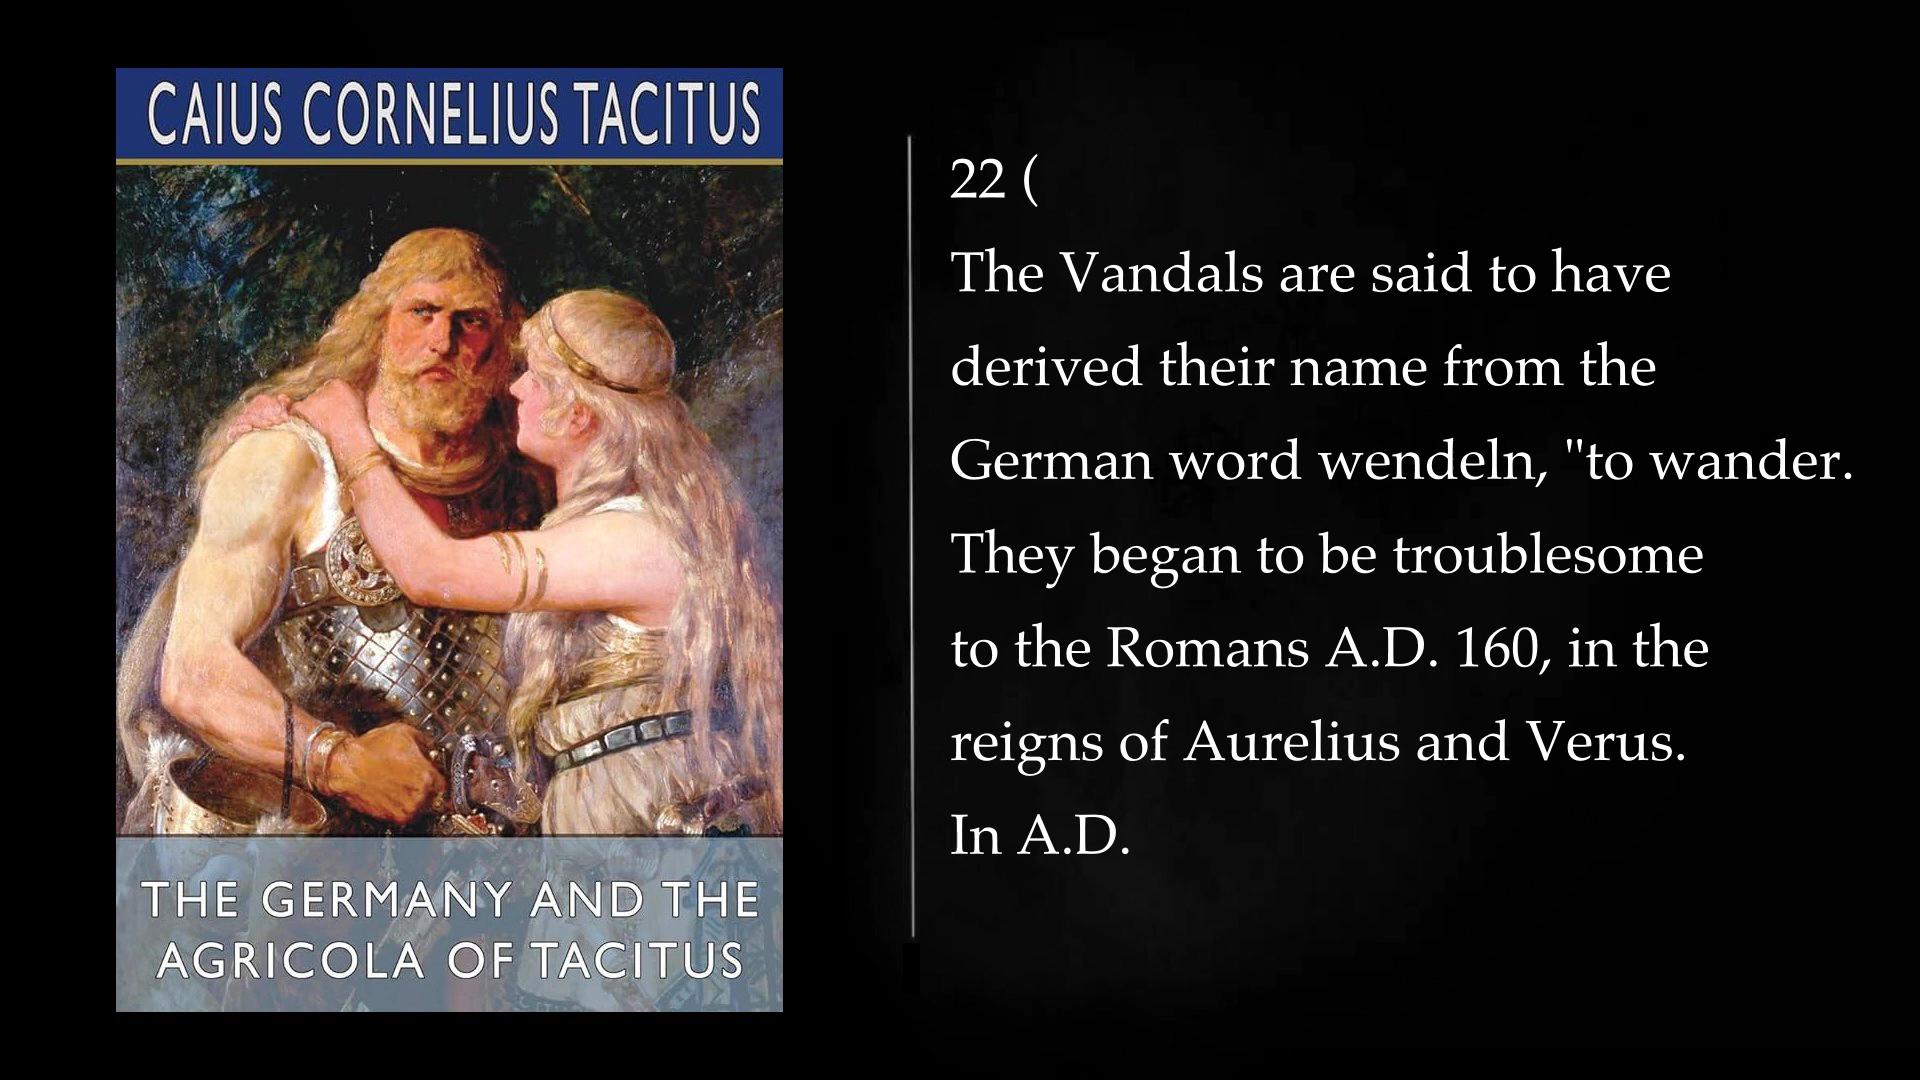 CAIUS CORNELIUS TACITUS
THE GERMANY AND THE
AGRICOLA OF TACITUS
22 (
The Vandals are said to have
derived their name from the
German word wendeln, "to wander.
They began to be troublesome
to the Romans A.D. 160, in the
reigns of Aurelius and Verus.
In A.D.